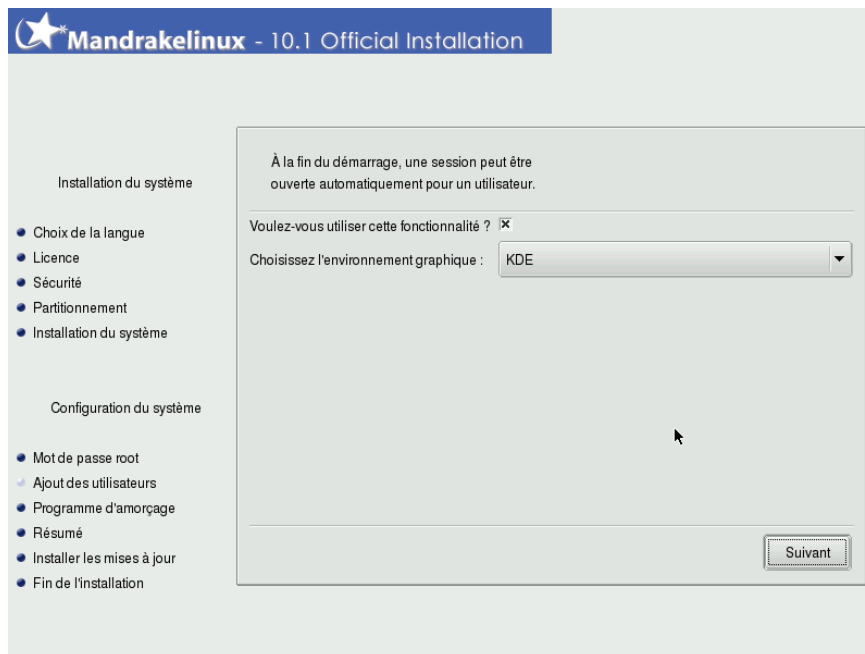 Mandrakelinux - 10.1 Official Installation
Installation du système
Choix de la langue
Licence
Sécurité
Partitionnement
Installation du système
Configuration du système
Mot de passe root
Ajout des utilisateurs
Programme d'amorçage
Résumé
Installer les mises à jour
Fin de l'installation
À la fin du démarrage, une session peut être
ouverte automatiquement pour un utilisateur.
Voulez-vous utiliser cette fonctionnalité ?
Choisissez l'environnement graphique : KDE
Suivant